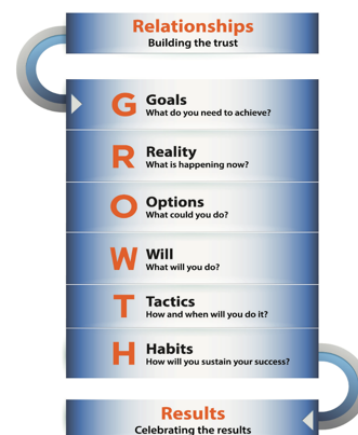 Relationships
Building the trust
G Goals
What do you need to achieve?
R Reality
What is happening now?
O Options
What could you do?
W Will
What will you do?
T Tactics
How and when will you do it?
H Habits
How will you sustain your success?
Results
Celebrating the results